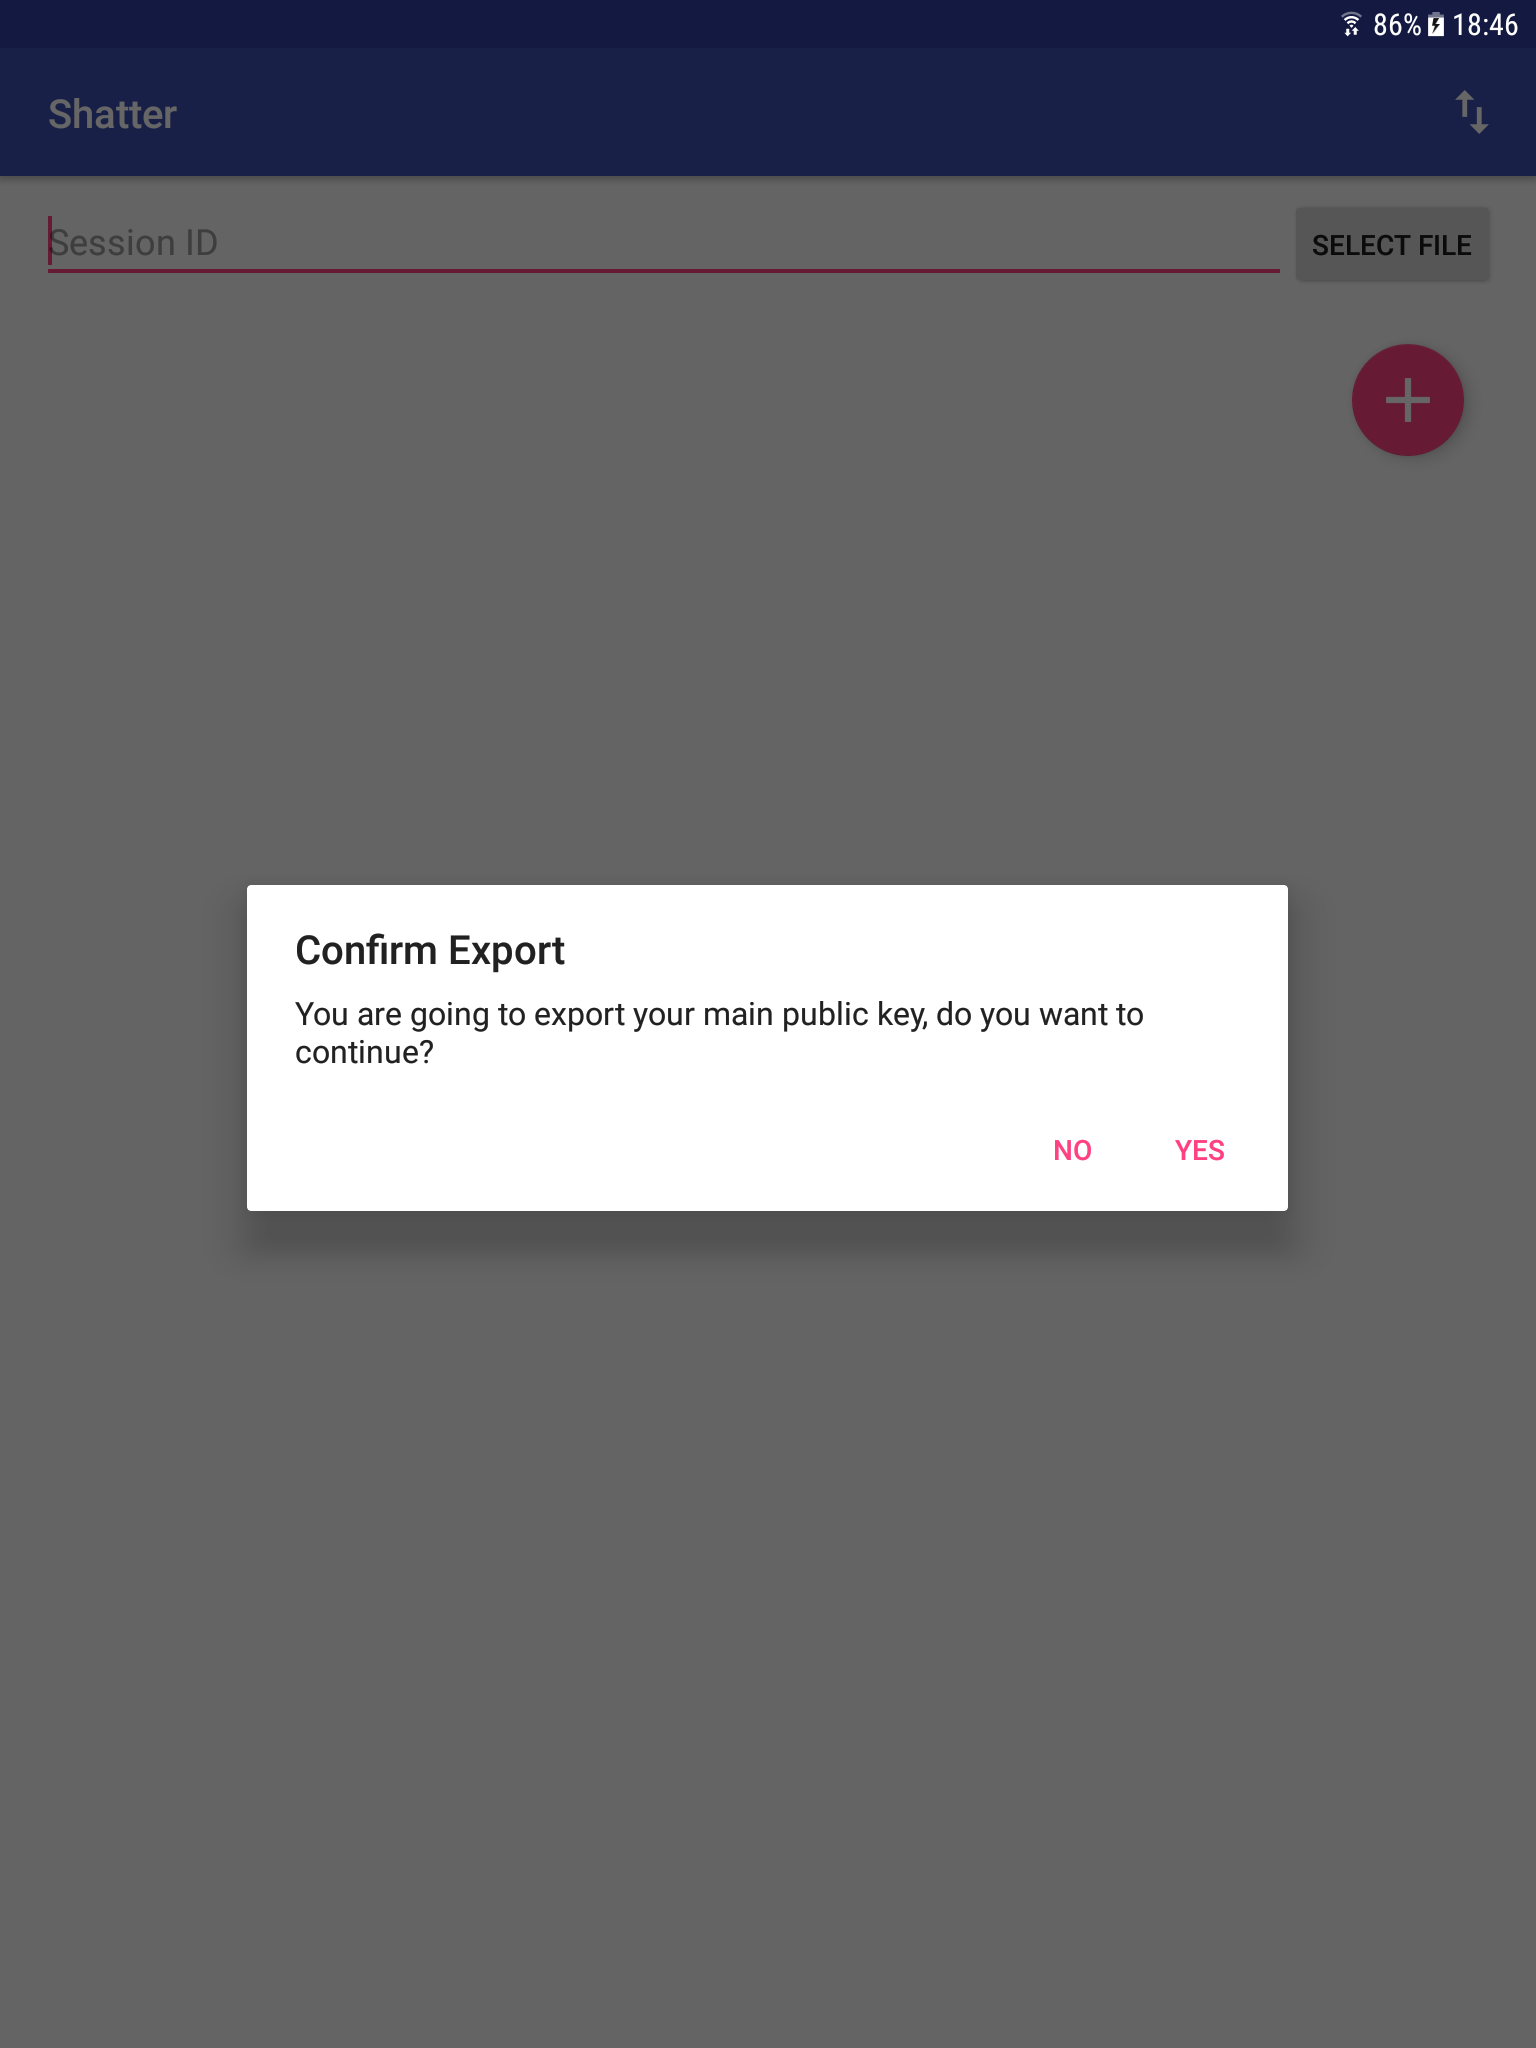 86% 18:46
Shatter
Session ID
SELECT FILE
Confirm Export
You are going to export your main public key, do you want to
continue?
NO YES